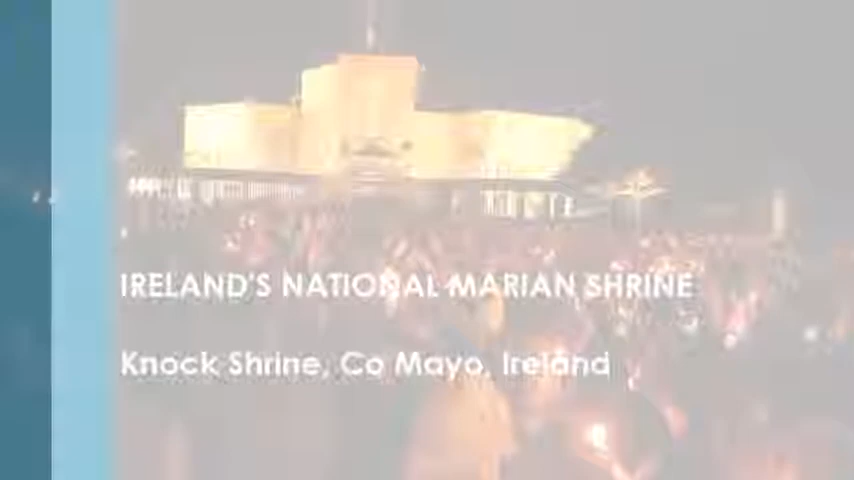 IRELAND'S NATIONAL MARIAN SHRINE
Knock Shrine, Co Mayo, Ireland